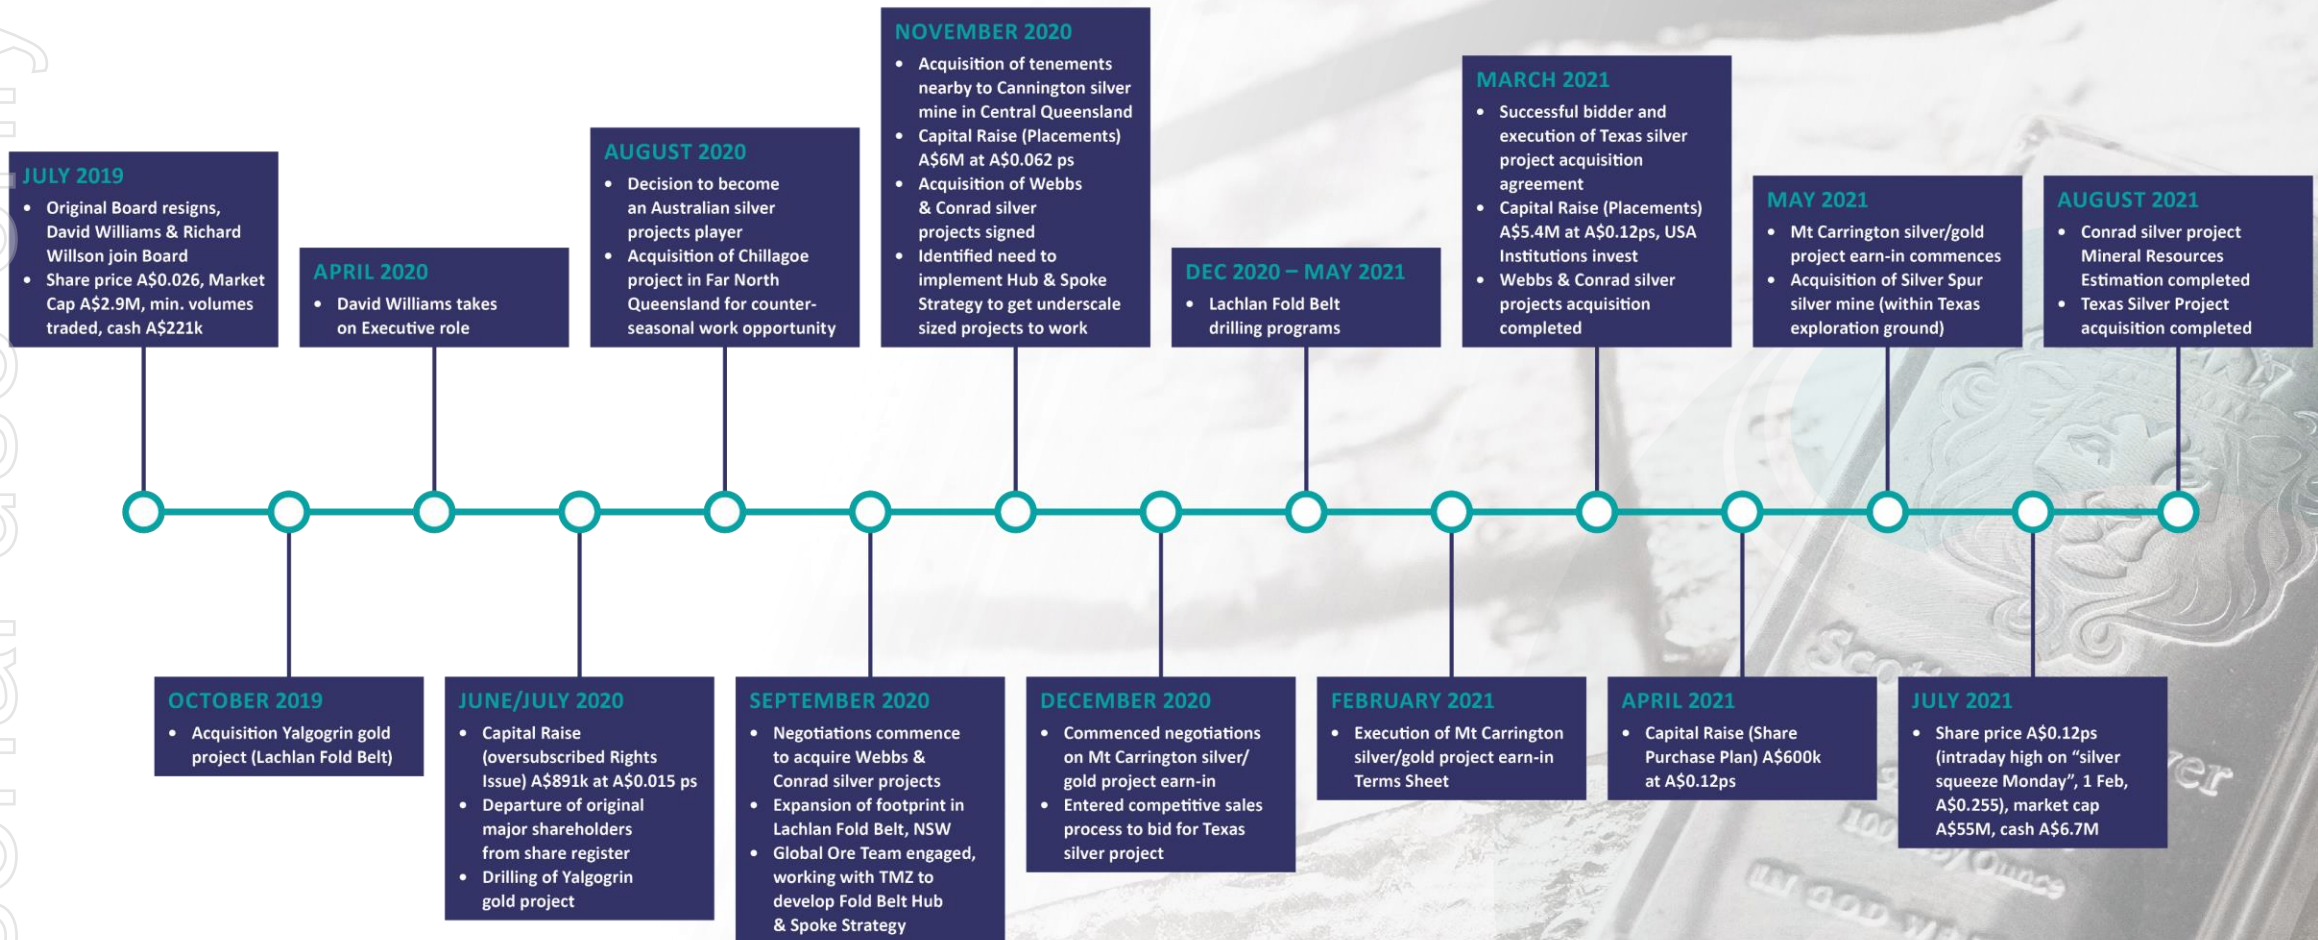 JULY 2019
• Original Board resigns,
David Williams & Richard
Willson join Board
• Share price A$0.026, Market
Cap A$2.9M, min. volumes
traded, cash A$221k
OCTOBER 2019
• Acquisition Yalgogrin gold
project (Lachlan Fold Belt)
APRIL 2020
• David Williams takes
on Executive role
JUNE/JULY 2020
• Capital Raise
(oversubscribed Rights
Issue) A$891k at A$0.015 ps
• Departure of original
major shareholders
from share register
• Drilling of Yalgogrin
gold project
AUGUST 2020
• Decision to become
an Australian silver
projects player
• Acquisition of Chillagoe
project in Far North
Queensland for counter-
seasonal work opportunity
SEPTEMBER 2020
• Negotiations commence
to acquire Webbs &
Conrad silver projects
• Expansion of footprint in
Lachlan Fold Belt, NSW
• Global Ore Team engaged,
working with TMZ to
develop Fold Belt Hub
& Spoke Strategy
NOVEMBER 2020
• Acquisition of tenements
nearby to Cannington silver
mine in Central Queensland
• Capital Raise (Placements)
A$6M at A$0.062 ps
• Acquisition of Webbs
& Conrad silver
projects signed
• Identified need to
implement Hub & Spoke
Strategy to get underscale
sized projects to work
DECEMBER 2020
• Commenced negotiations
on Mt Carrington silver/
gold project earn-in
• Entered competitive sales
process to bid for Texas
silver project
DEC 2020 – MAY 2021
• Lachlan Fold Belt
drilling programs
FEBRUARY 2021
• Execution of Mt Carrington
silver/gold project earn-in
Terms Sheet
MARCH 2021
• Successful bidder and
execution of Texas silver
project acquisition
agreement
• Capital Raise (Placements)
A$5.4M at A$0.12ps, USA
Institutions invest
• Webbs & Conrad silver
projects acquisition
completed
APRIL 2021
• Capital Raise (Share
Purchase Plan) A$600k
at A$0.12ps
MAY 2021
• Mt Carrington silver/gold
project earn-in commences
• Acquisition of Silver Spur
silver mine (within Texas
exploration ground)
JULY 2021
• Share price A$0.12ps
(intraday high on “silver
squeeze Monday”, 1 Feb,
A$0.255), market cap
A$55M, cash A$6.7M
AUGUST 2021
• Conrad silver project
Mineral Resources
Estimation completed
• Texas Silver Project
acquisition completed